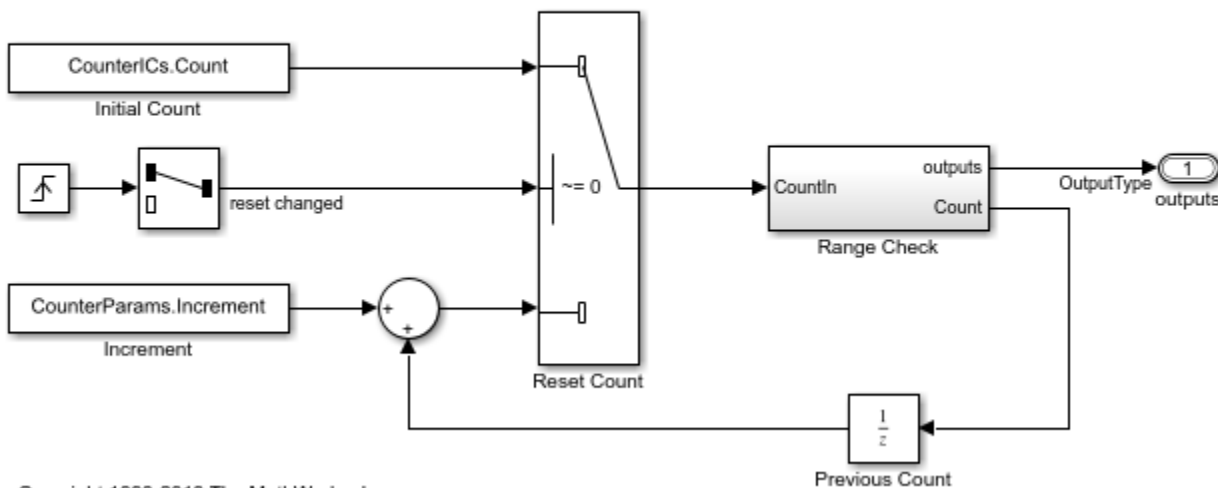 CounterICs.Count
Initial Count
reset changed
~= 0
CounterParams.Increment
Increment
+
+
Reset Count
CountIn
outputs
Count
Range Check
OutputType
1
outputs
1
z
Previous Count